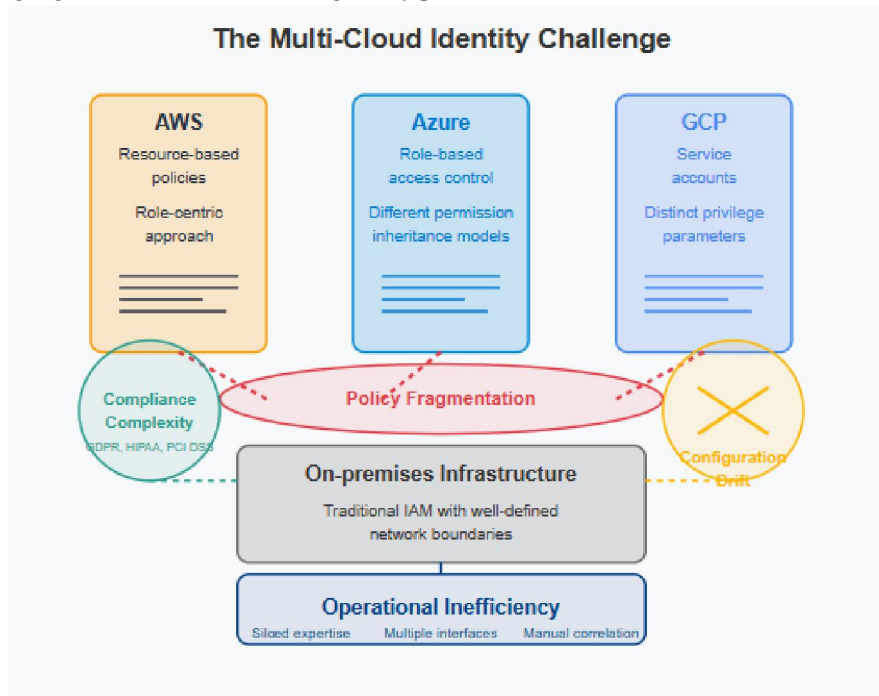 The Multi-Cloud Identity Challenge
AWS
Resource-based
policies
Role-centric
approach
Azure
Role-based
access control
Different permission
inheritance models
GCP
Service
accounts
Distinct privilege
parameters
Compliance
Complexity
GDPR, HIPAA, PCI DSS
Policy Fragmentation
Configuration
Drift
On-premises Infrastructure
Traditional IAM with well-defined
network boundaries
Operational Inefficiency
Siloed expertise
Multiple interfaces
Manual correlation